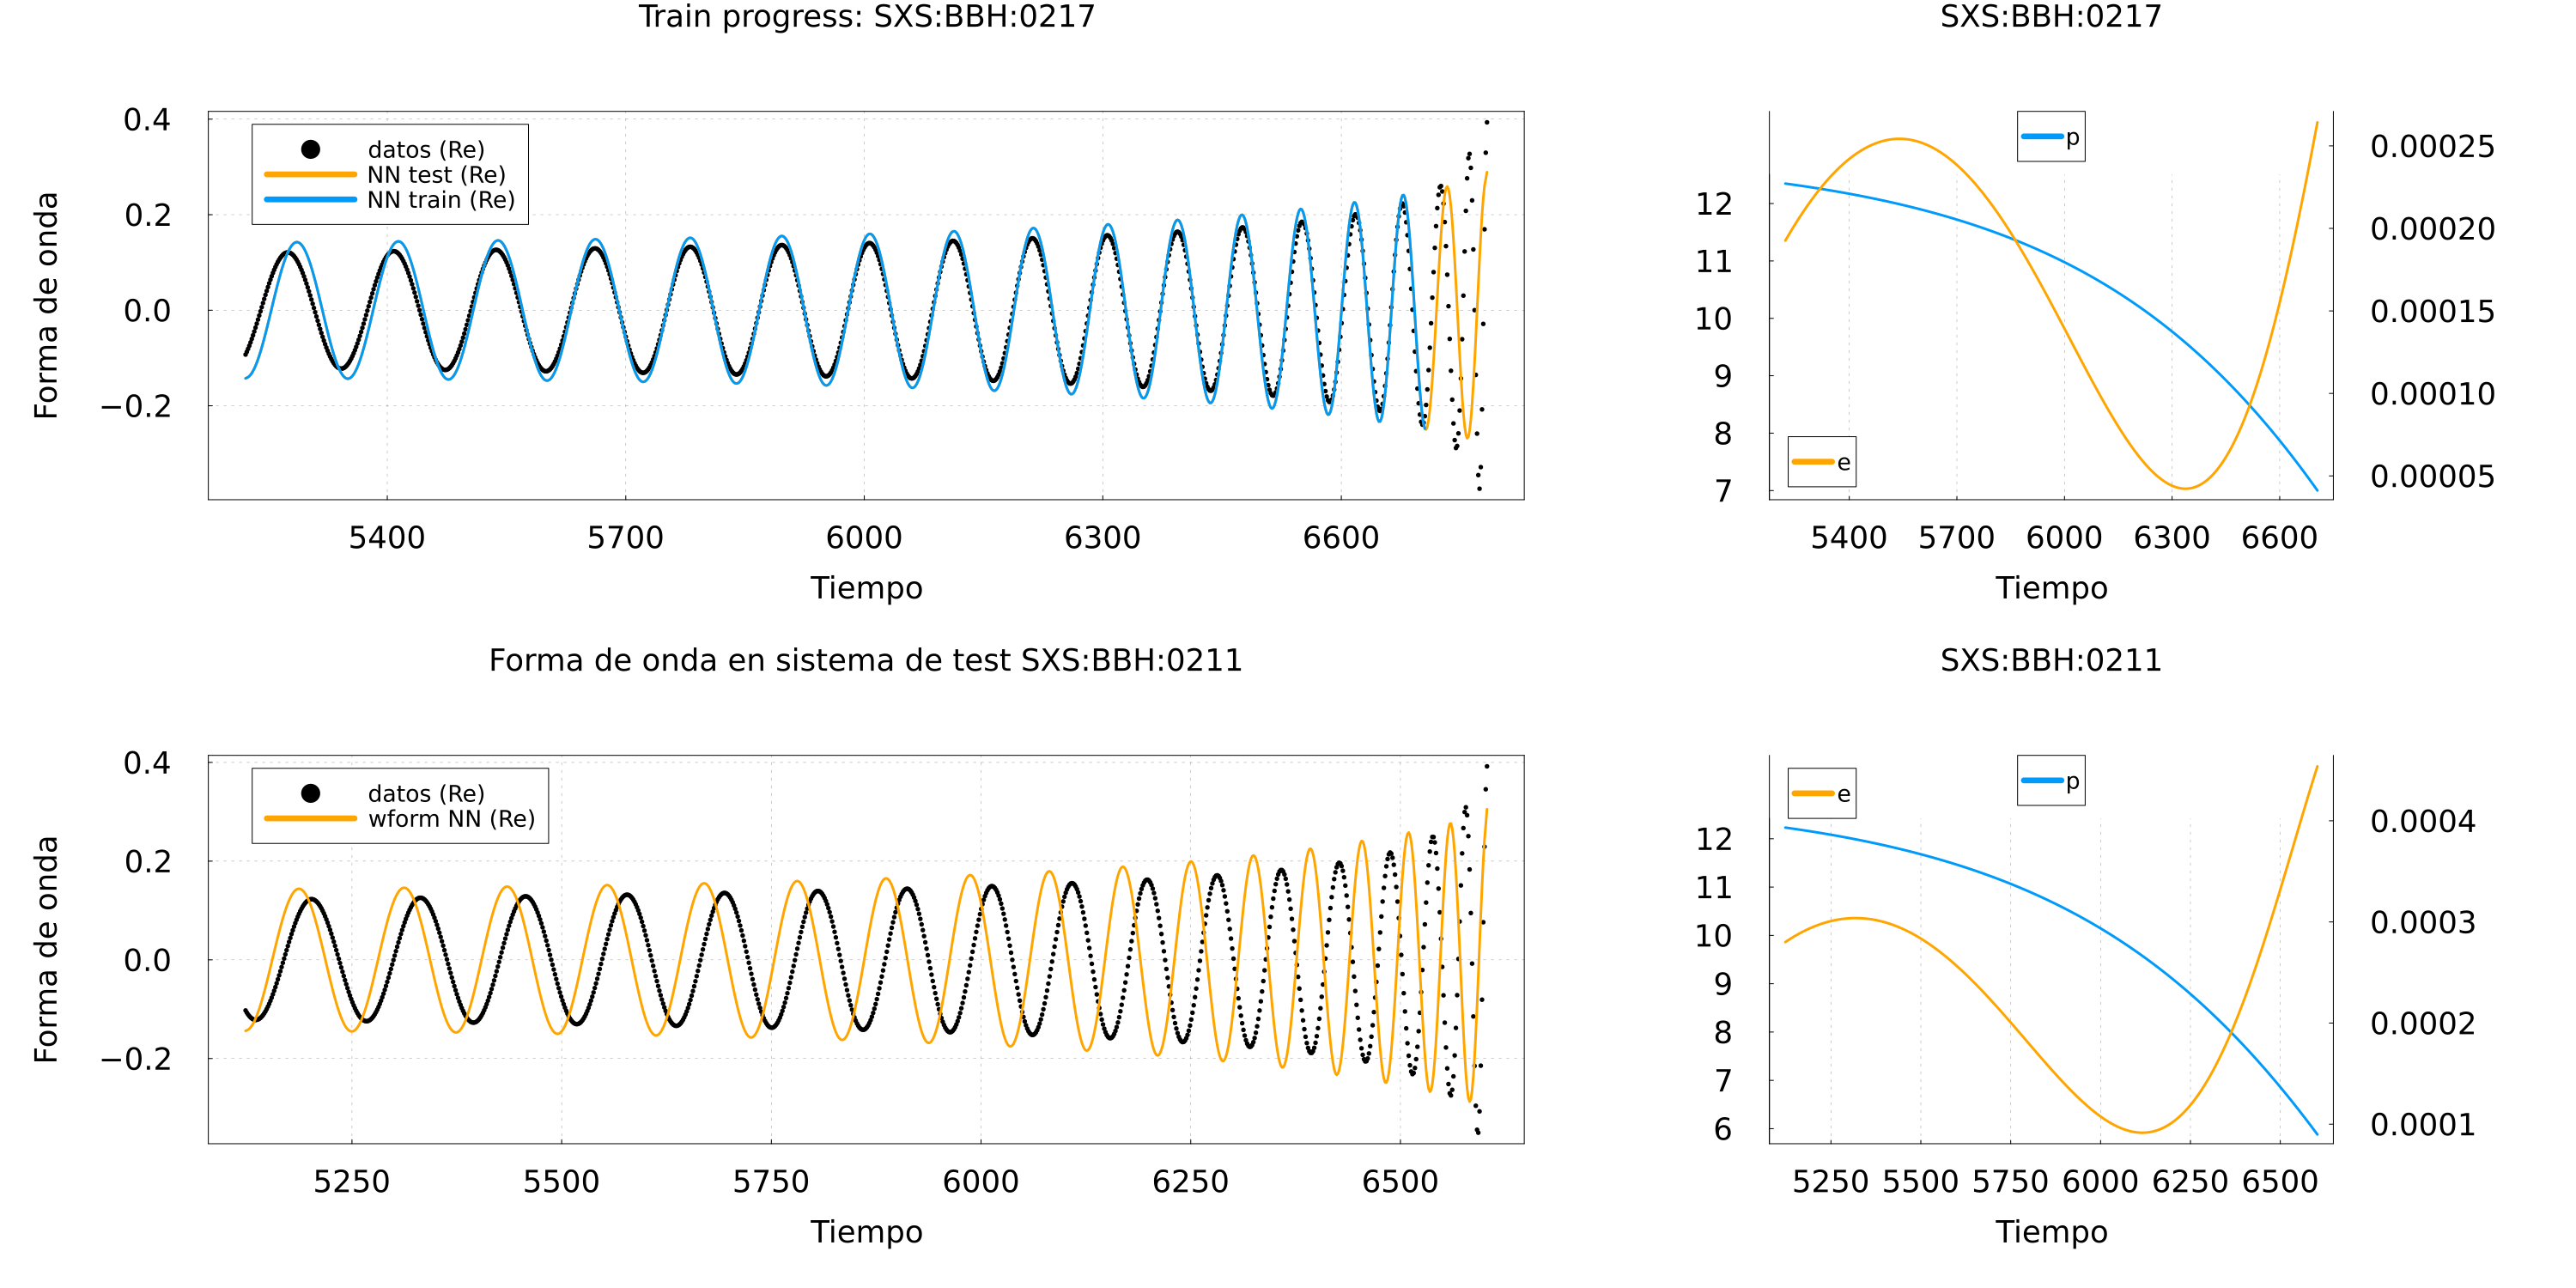 Train progress: SXS:BBH:0217
Forma de onda
0.4
0.2
0.0
−0.2
datos (Re)
NN test (Re)
NN train (Re)
5400 5700 6000 6300 6600
Tiempo
SXS:BBH:0217
12
11
10
9
8
7
p
e
0.00025
0.00020
0.00015
0.00010
0.00005
5400 5700 6000 6300 6600
Tiempo
Forma de onda en sistema de test SXS:BBH:0211
Forma de onda
0.4
0.2
0.0
−0.2
datos (Re)
wform NN (Re)
5250 5500 5750 6000 6250 6500
Tiempo
SXS:BBH:0211
12
11
10
9
8
7
6
e
p
0.0004
0.0003
0.0002
0.0001
5250 5500 5750 6000 6250 6500
Tiempo